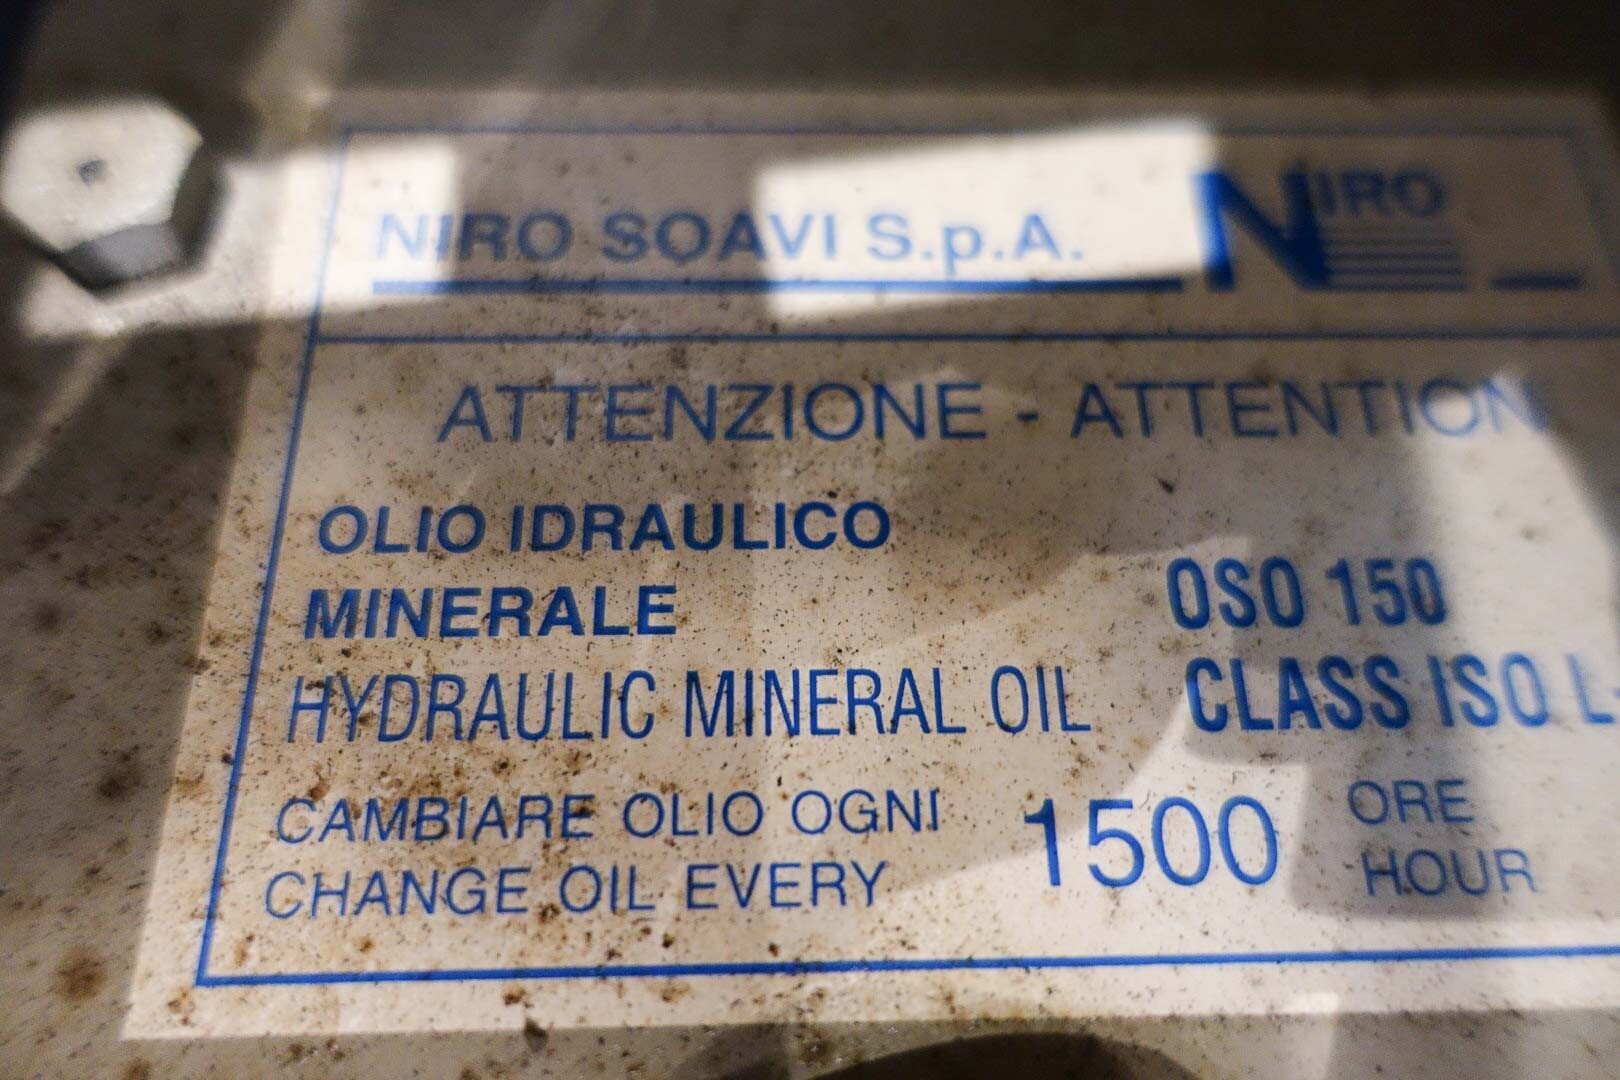 NIRO SOAVI S.p.A. NIRO
ATTENZIONE - ATTENTION
OLIO IDRAULICO
MINERALE OSO 150
HYDRAULIC MINERAL OIL CLASS ISO L-
CAMBIARE OLIO OGNI 1500 ORE
CHANGE OIL EVERY HOUR